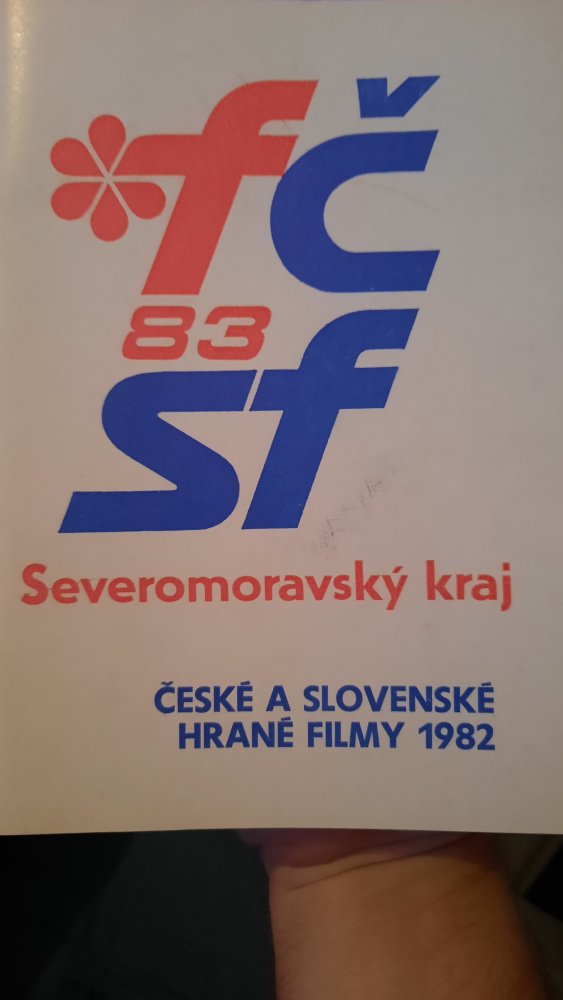 fČ
83
sf
Severomoravský kraj
ČESKÉ A SLOVENSKÉ
HRANÉ FILMY 1982